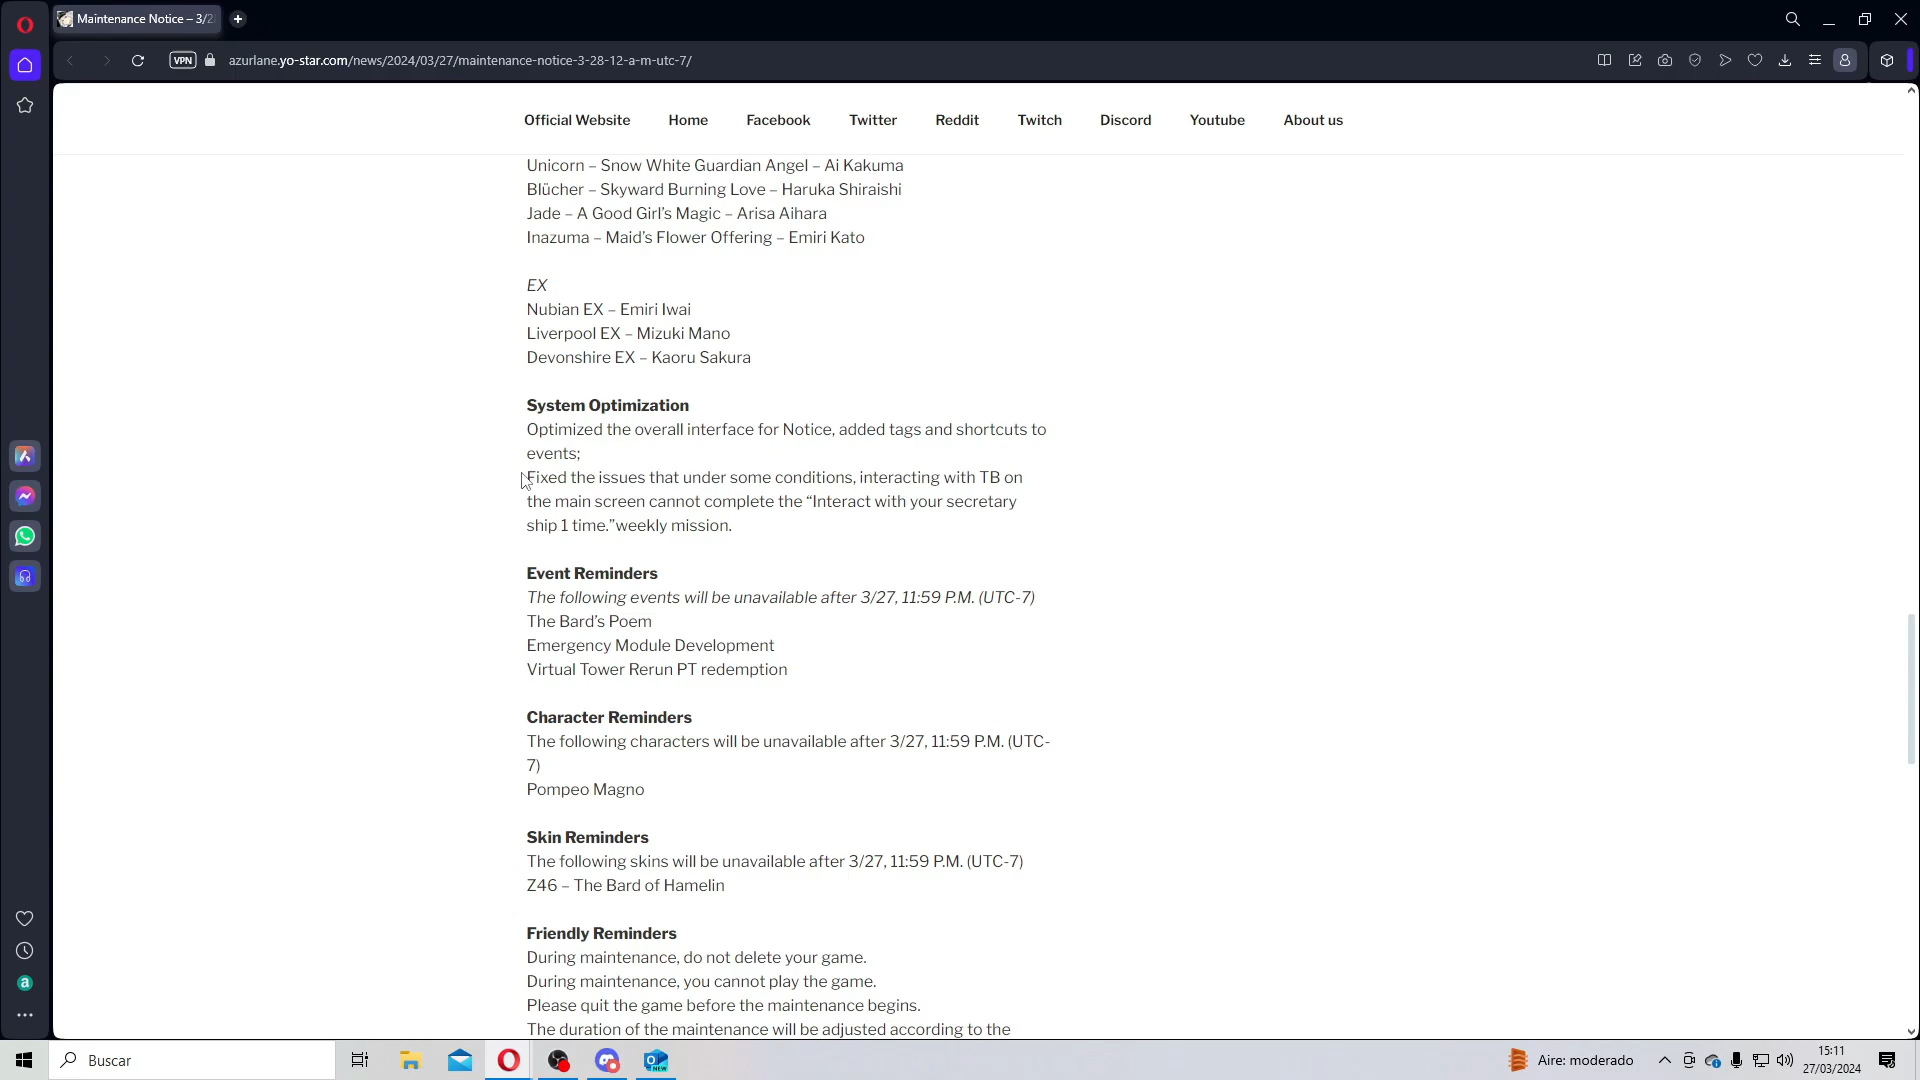 Maintenance Notice – 3/2
VPN
azurlane.yo-star.com/news/2024/03/27/maintenance-notice-3-28-12-a-m-utc-7/
Official Website
Home
Facebook
Twitter
Reddit
Twitch
Discord
Youtube
About us
Unicorn – Snow White Guardian Angel – Ai Kakuma
Blücher – Skyward Burning Love – Haruka Shiraishi
Jade – A Good Girl’s Magic – Arisa Aihara
Inazuma – Maid’s Flower Offering – Emiri Kato
EX
Nubian EX – Emiri Iwai
Liverpool EX – Mizuki Mano
Devonshire EX – Kaoru Sakura
System Optimization
Optimized the overall interface for Notice, added tags and shortcuts to
events;
Fixed the issues that under some conditions, interacting with TB on
the main screen cannot complete the “Interact with your secretary
ship 1 time.”weekly mission.
Event Reminders
The following events will be unavailable after 3/27, 11:59 P.M. (UTC-7)
The Bard’s Poem
Emergency Module Development
Virtual Tower Rerun PT redemption
Character Reminders
The following characters will be unavailable after 3/27, 11:59 P.M. (UTC-
7)
Pompeo Magno
Skin Reminders
The following skins will be unavailable after 3/27, 11:59 P.M. (UTC-7)
Z46 – The Bard of Hamelin
Friendly Reminders
During maintenance, do not delete your game.
During maintenance, you cannot play the game.
Please quit the game before the maintenance begins.
The duration of the maintenance will be adjusted according to the
Buscar
NEW
Aire: moderado
15:11
27/03/2024